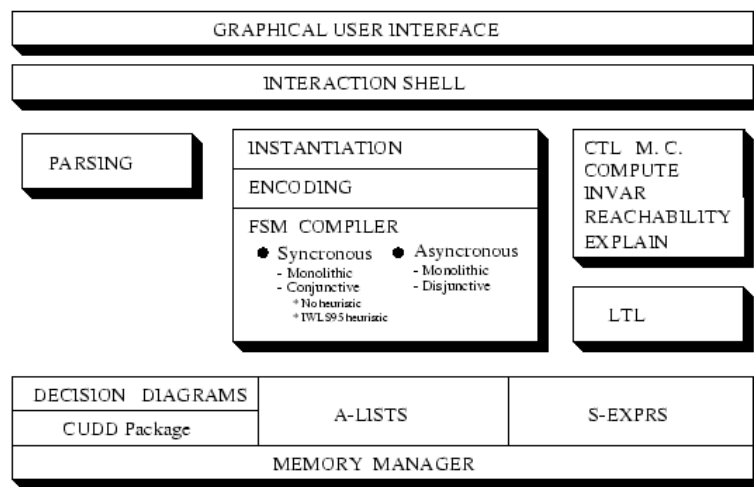 GRAPHICAL USER INTERFACE
INTERACTION SHELL
PARSING
INSTANTIATION
ENCODING
FSM COMPILER
● Syncronous
- Monolithic
- Conjunctive
* No heuristic
* IWLS95 heuristic
● Asyncronous
- Monolithic
- Disjunctive
CTL M. C.
COMPUTE
INVAR
REACHABILITY
EXPLAIN
LTL
DECISION DIAGRAMS
CUDD Package
A-LISTS
S-EXPRS
MEMORY MANAGER